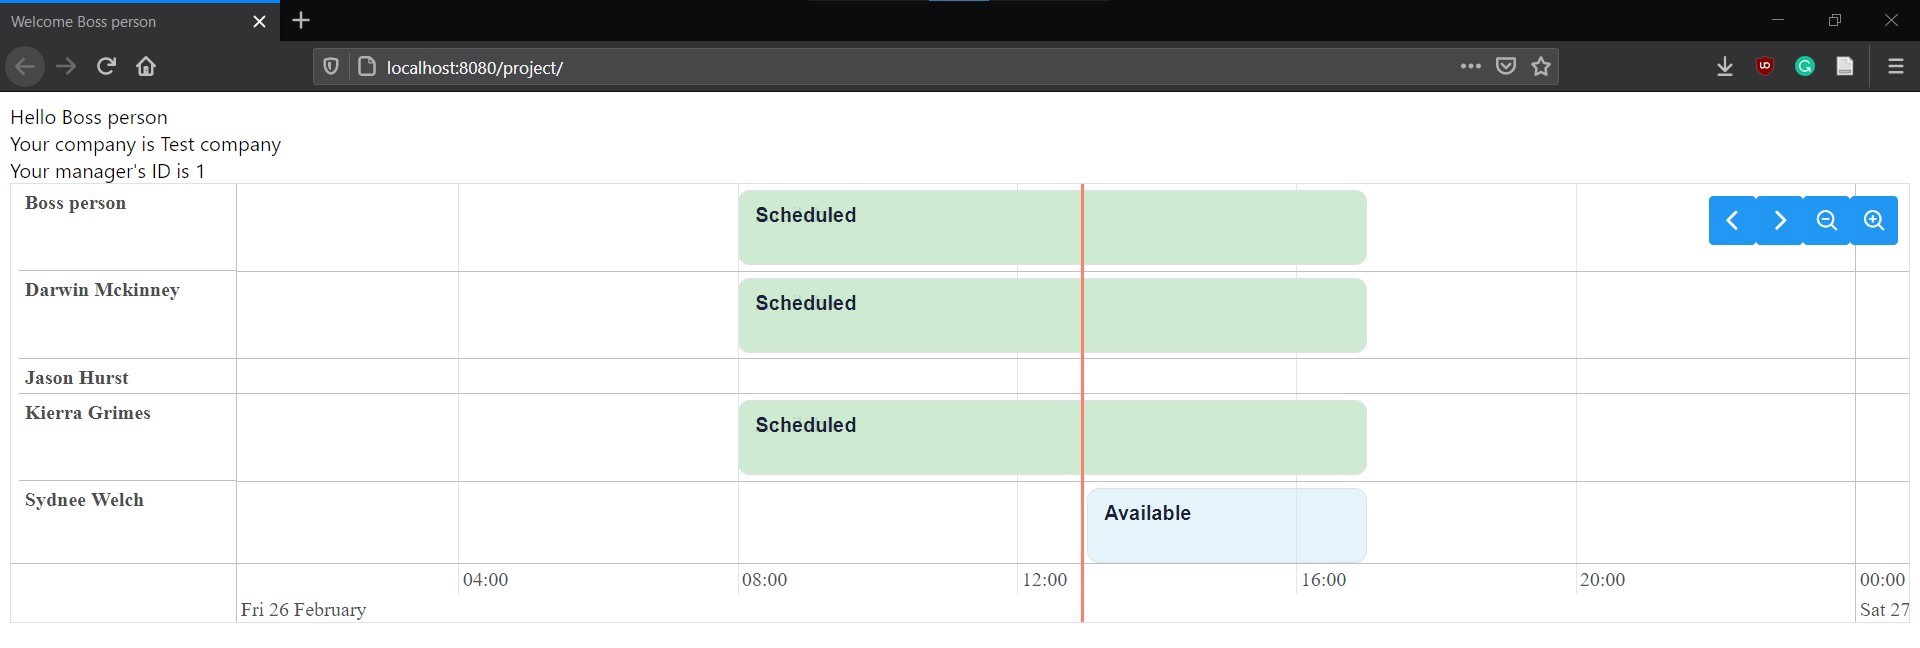 Welcome Boss person
localhost:8080/project/
Hello Boss person
Your company is Test company
Your manager's ID is 1
Boss person
Scheduled
Darwin Mckinney
Scheduled
Jason Hurst
Kierra Grimes
Scheduled
Sydnee Welch
Available
04:00 08:00 12:00 16:00 20:00 00:00
Fri 26 February Sat 27